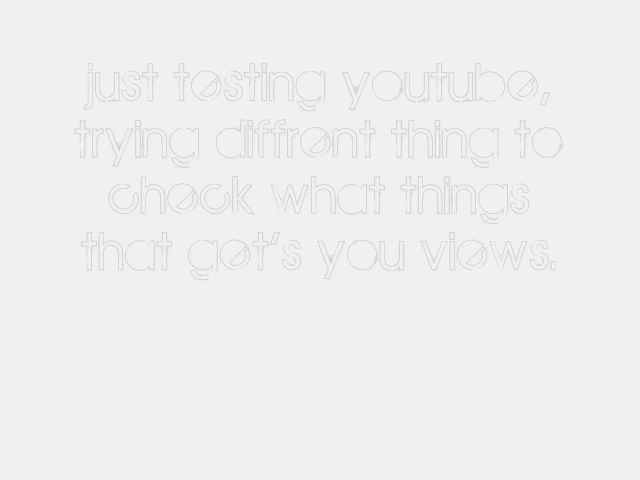 just testing youtube,
trying diffrent thing to
check what things
that get's you views.